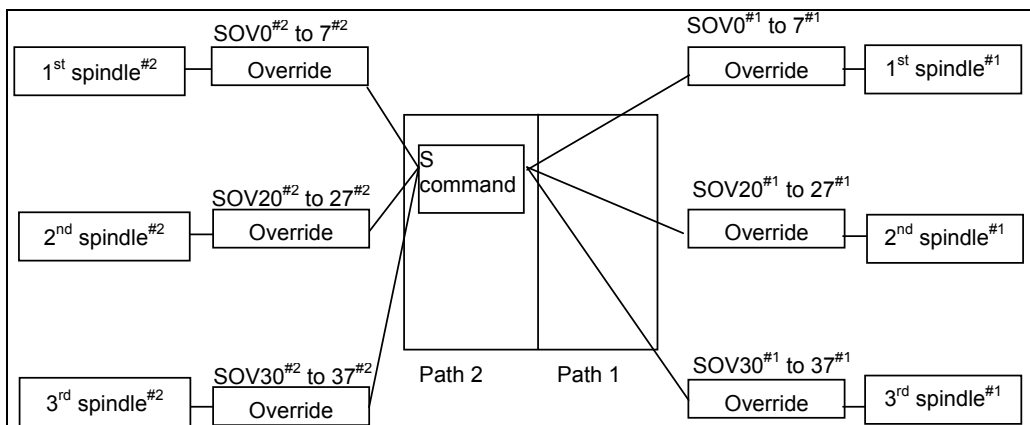 SOV0#2 to 7#2
SOV0#1 to 7#1
1st spindle#2
Override
Override
1st spindle#1
S
command
SOV20#2 to 27#2
SOV20#1 to 27#1
2nd spindle#2
Override
Override
2nd spindle#1
SOV30#2 to 37#2
Path 2
Path 1
SOV30#1 to 37#1
3rd spindle#2
Override
Override
3rd spindle#1